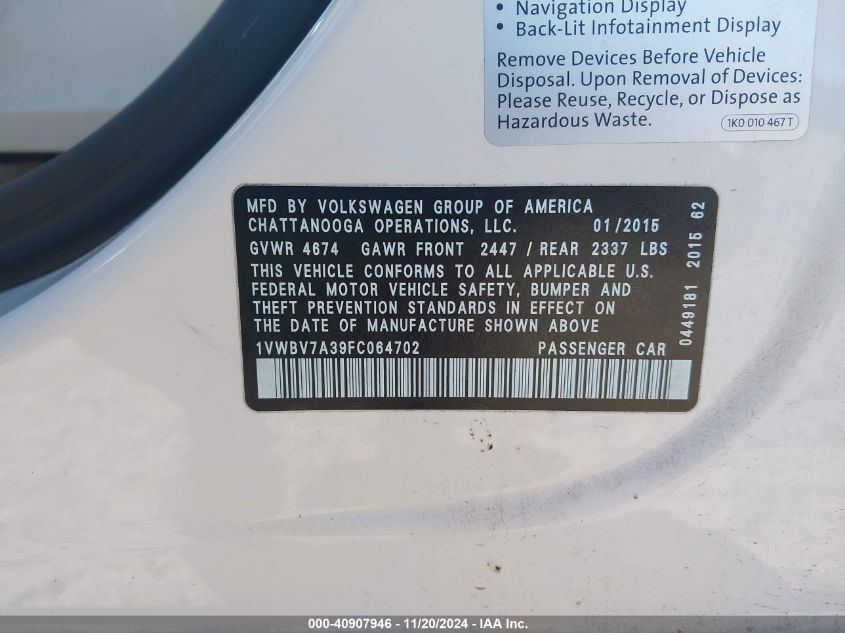 • Navigation Display
• Back-Lit Infotainment Display
Remove Devices Before Vehicle
Disposal. Upon Removal of Devices:
Please Reuse, Recycle, or Dispose as
Hazardous Waste.
1K0 010 467 T
MFD BY VOLKSWAGEN GROUP OF AMERICA
CHATTANOOGA OPERATIONS, LLC. 01/2015
GVWR 4674 GAWR FRONT 2447 / REAR 2337 LBS
THIS VEHICLE CONFORMS TO ALL APPLICABLE U.S.
FEDERAL MOTOR VEHICLE SAFETY, BUMPER AND
THEFT PREVENTION STANDARDS IN EFFECT ON
THE DATE OF MANUFACTURE SHOWN ABOVE
1VWBV7A39FC064702 PASSENGER CAR
0449181 2015 62
000-40907946 - 11/20/2024 - IAA Inc.